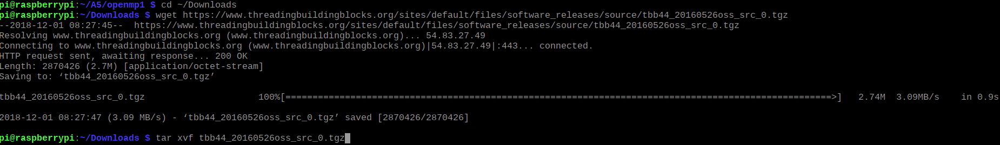 pi@raspberrypi:~/A5/openmp1 $ cd ~/Downloads
pi@raspberrypi:~/Downloads $ wget https://www.threadingbuildingblocks.org/sites/default/files/software_releases/source/tbb44_20160526oss_src_0.tgz
--2018-12-01 08:27:45--  https://www.threadingbuildingblocks.org/sites/default/files/software_releases/source/tbb44_20160526oss_src_0.tgz
Resolving www.threadingbuildingblocks.org (www.threadingbuildingblocks.org)... 54.83.27.49
Connecting to www.threadingbuildingblocks.org (www.threadingbuildingblocks.org)|54.83.27.49|:443... connected.
HTTP request sent, awaiting response... 200 OK
Length: 2870426 (2.7M) [application/octet-stream]
Saving to: ‘tbb44_20160526oss_src_0.tgz’
tbb44_20160526oss_src_0.tgz                     100%[=====================================================================================================>]   2.74M  3.09MB/s    in 0.9s
2018-12-01 08:27:47 (3.09 MB/s) - ‘tbb44_20160526oss_src_0.tgz’ saved [2870426/2870426]
pi@raspberrypi:~/Downloads $ tar xvf tbb44_20160526oss_src_0.tgz